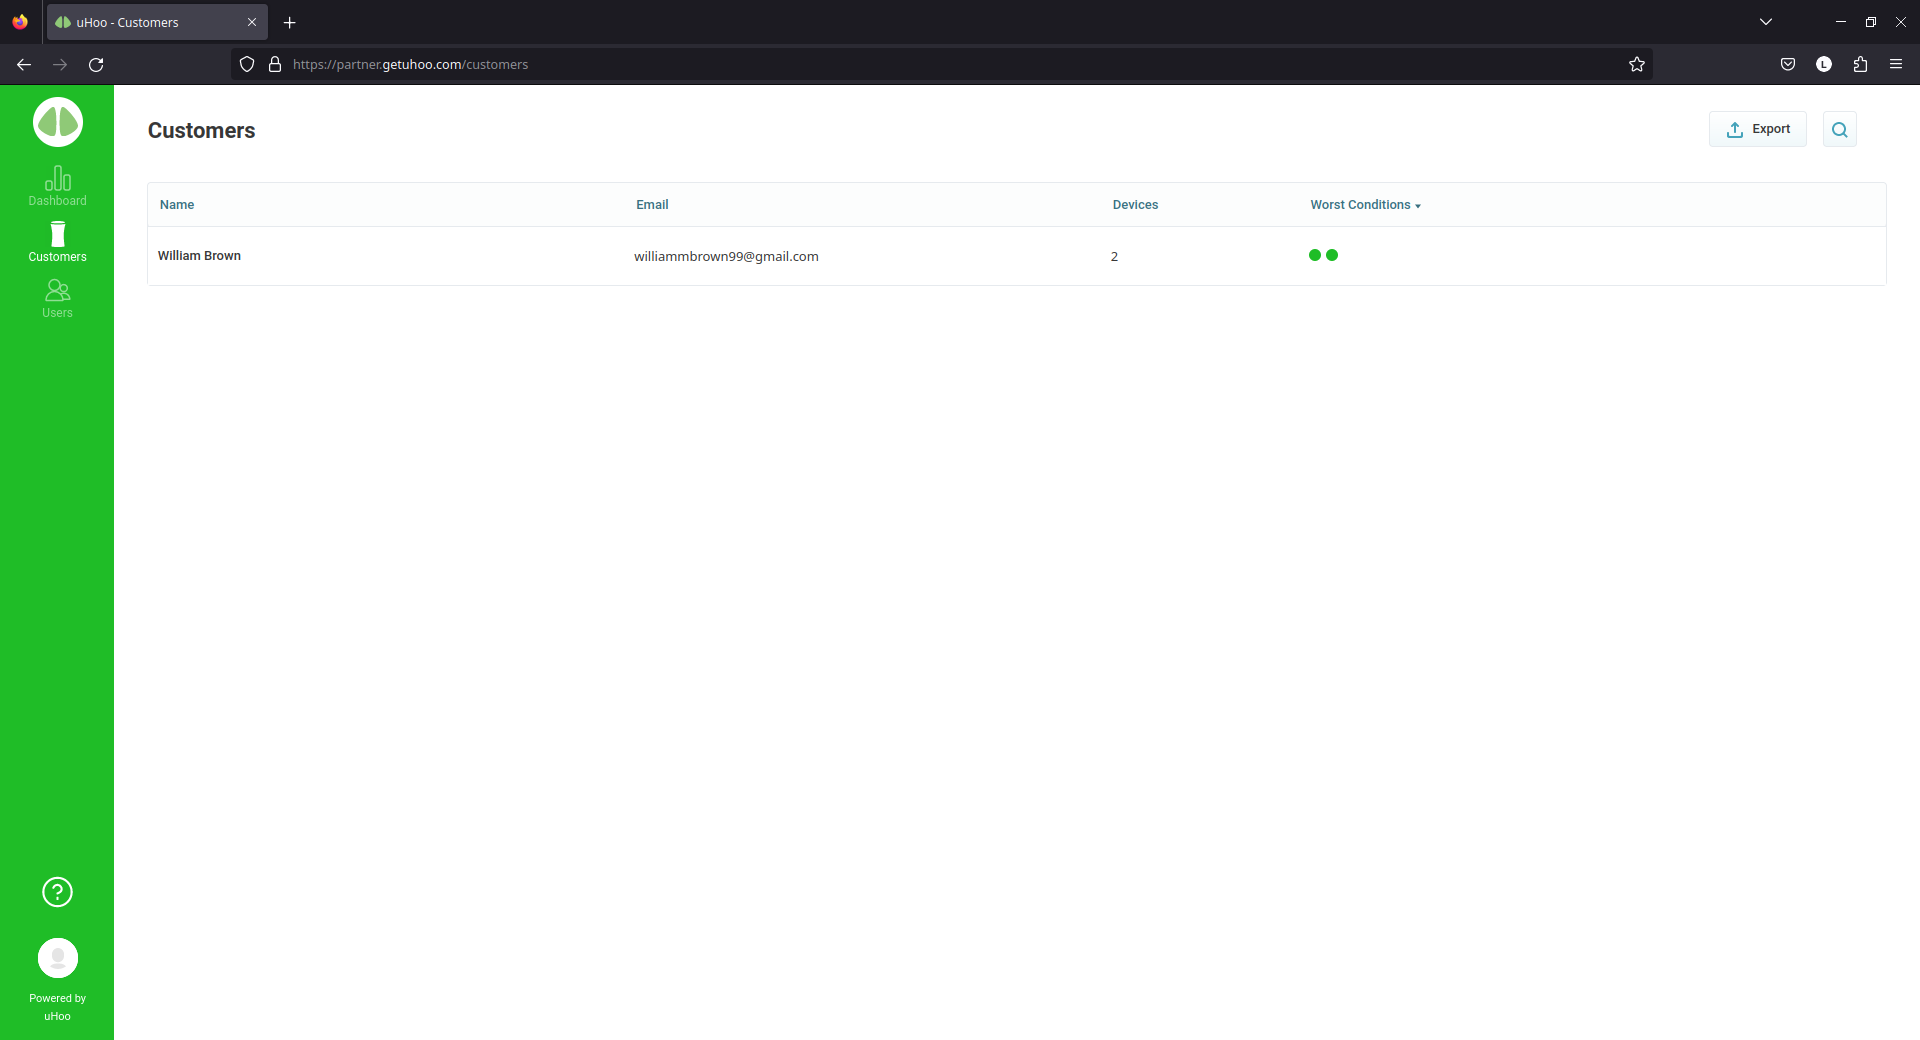 uHoo - Customers
https://partner.getuhoo.com/customers
L
Dashboard
Customers
Users
?
Powered by
uHoo
Customers
Export
Name Email Devices Worst Conditions
William Brown williammbrown99@gmail.com 2